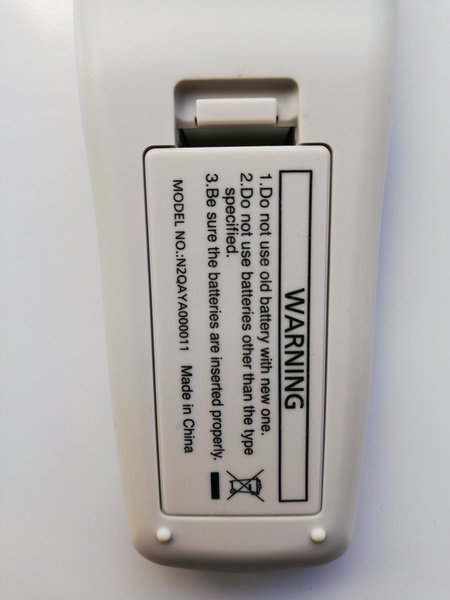 WARNING
1.Do not use old battery with new one.
2.Do not use batteries other than the type
specified.
3.Be sure the batteries are inserted properly.
MODEL NO.:N2QAYA000011 Made in China